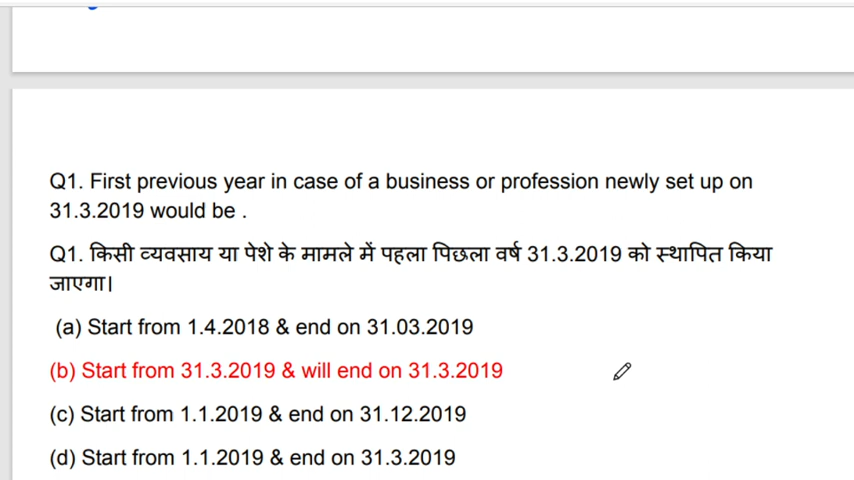 Q1. First previous year in case of a business or profession newly set up on
31.3.2019 would be .
Q1. किसी व्यवसाय या पेशे के मामले में पहला पिछला वर्ष 31.3.2019 को स्थापित किया
जाएगा।
(a) Start from 1.4.2018 & end on 31.03.2019
(b) Start from 31.3.2019 & will end on 31.3.2019
(c) Start from 1.1.2019 & end on 31.12.2019
(d) Start from 1.1.2019 & end on 31.3.2019